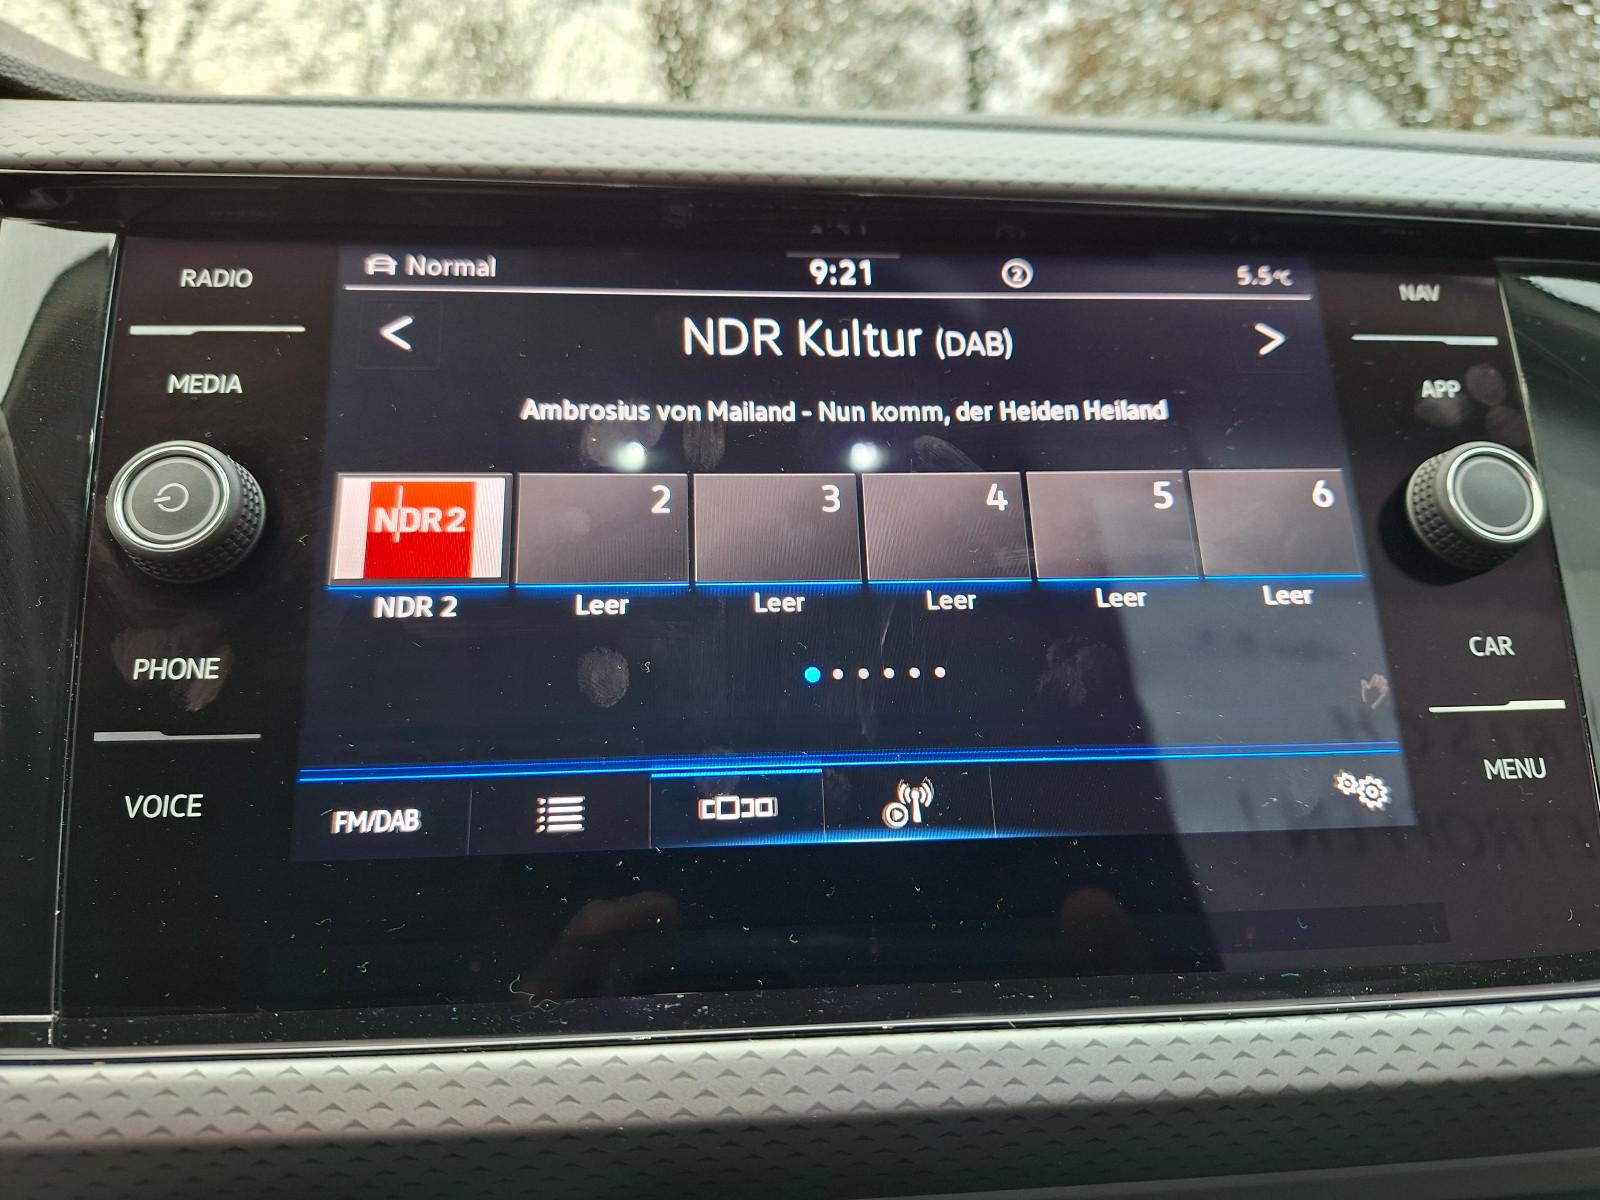 RADIO
MEDIA
PHONE
VOICE
Normal
9:21
2
5.5°C
NDR Kultur (DAB)
Ambrosius von Mailand - Nun komm, der Heiden Heiland
NDR2
2
3
4
5
6
NDR 2
Leer
Leer
Leer
Leer
Leer
FM/DAB
NAV
APP
CAR
MENU